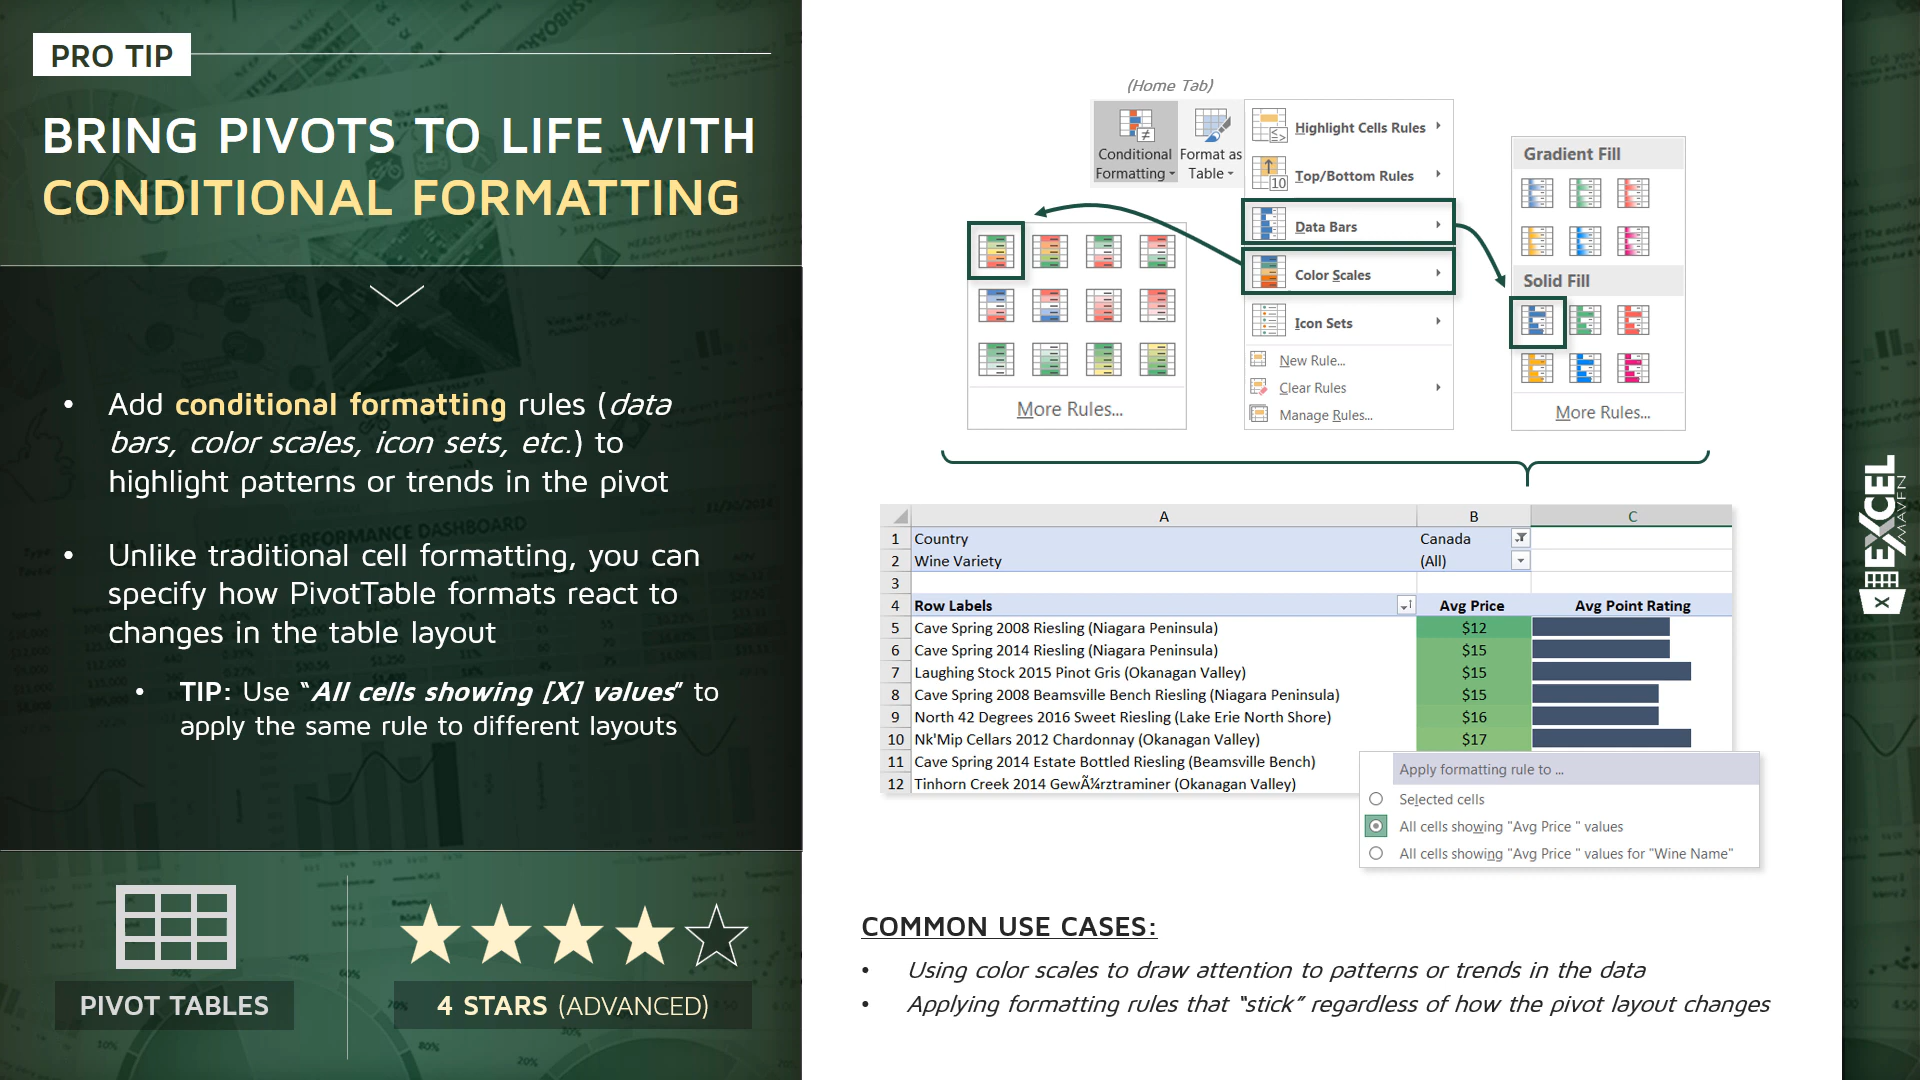 PRO TIP
BRING PIVOTS TO LIFE WITH
CONDITIONAL FORMATTING
• Add conditional formatting rules (data
bars, color scales, icon sets, etc.) to
highlight patterns or trends in the pivot
• Unlike traditional cell formatting, you can
specify how PivotTable formats react to
changes in the table layout
• TIP: Use “All cells showing [X] values” to
apply the same rule to different layouts
PIVOT TABLES
4 STARS (ADVANCED)
(Home Tab)
Conditional
Formatting
Format as
Table
Highlight Cells Rules
Top/Bottom Rules
Data Bars
Color Scales
Icon Sets
New Rule...
Clear Rules
Manage Rules...
More Rules...
Gradient Fill
Solid Fill
More Rules...
A B C
1 Country Canada
2 Wine Variety (All)
3
4 Row Labels Avg Price Avg Point Rating
5 Cave Spring 2008 Riesling (Niagara Peninsula) $12
6 Cave Spring 2014 Riesling (Niagara Peninsula) $15
7 Laughing Stock 2015 Pinot Gris (Okanagan Valley) $15
8 Cave Spring 2008 Beamsville Bench Riesling (Niagara Peninsula) $15
9 North 42 Degrees 2016 Sweet Riesling (Lake Erie North Shore) $16
10 Nk'Mip Cellars 2012 Chardonnay (Okanagan Valley) $17
11 Cave Spring 2014 Estate Bottled Riesling (Beamsville Bench)
12 Tinhorn Creek 2014 GewÃ¼rztraminer (Okanagan Valley)
Apply formatting rule to ...
Selected cells
All cells showing "Avg Price " values
All cells showing "Avg Price " values for "Wine Name"
COMMON USE CASES:
• Using color scales to draw attention to patterns or trends in the data
• Applying formatting rules that “stick” regardless of how the pivot layout changes
EXCEL
MAVEN